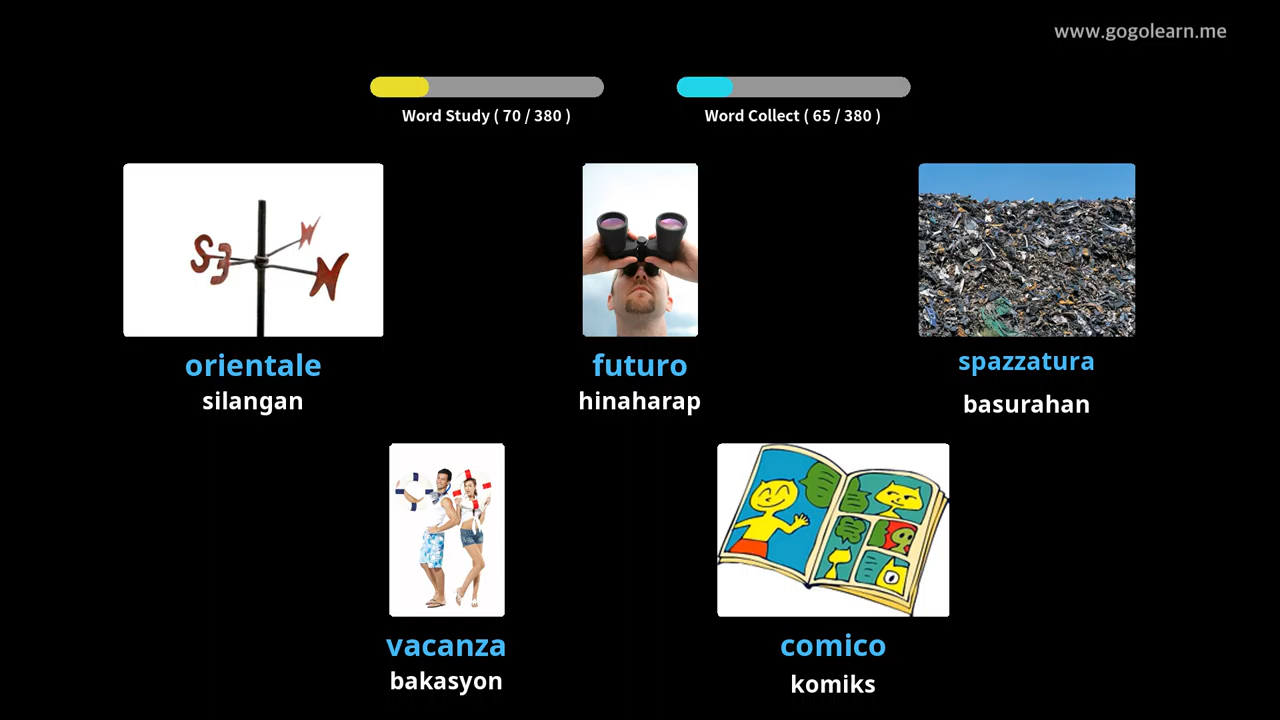 www.gogolearn.me
Word Study ( 70 / 380 )
Word Collect ( 65 / 380 )
S E N W
orientale
silangan
futuro
hinaharap
spazzatura
basurahan
vacanza
bakasyon
comico
komiks